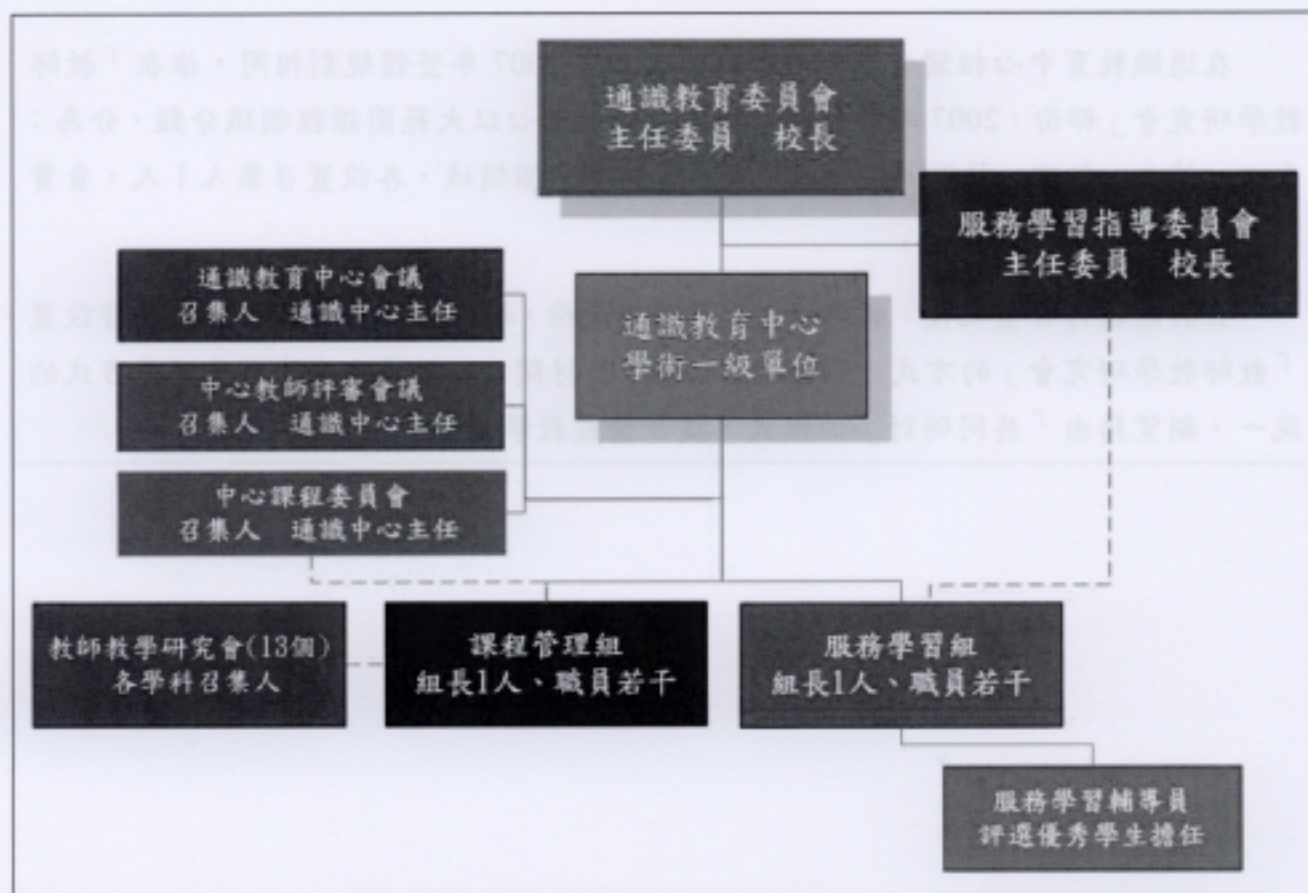 通識教育委員會
主任委員　校長
服務學習指導委員會
主任委員　校長
通識教育中心會議
召集人　通識中心主任
通識教育中心
學術一級單位
中心教師評審會議
召集人　通識中心主任
中心課程委員會
召集人　通識中心主任
教師教學研究會(13個)
各學科召集人
課程管理組
組長1人、職員若干
服務學習組
組長1人、職員若干
服務學習輔導員
評選優秀學生擔任